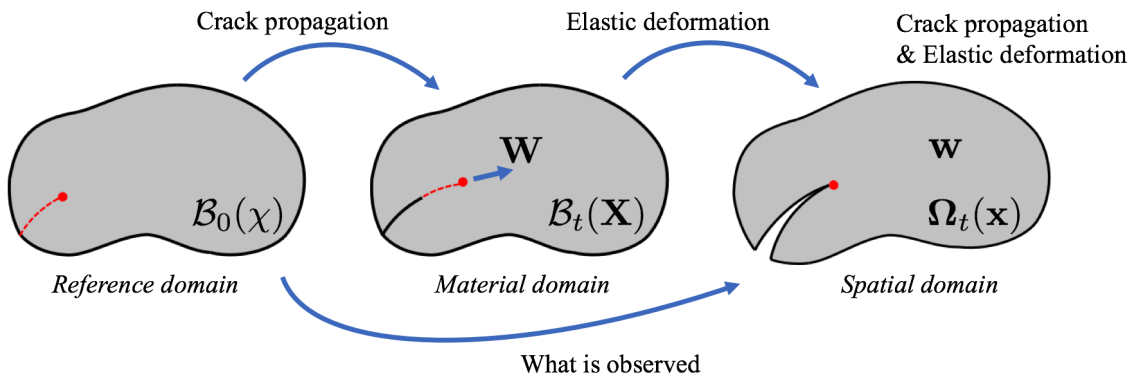 Crack propagation
Elastic deformation
Crack propagation
& Elastic deformation
W
w
ℬ₀(χ)
ℬₜ(𝐗)
𝛀ₜ(𝐱)
Reference domain
Material domain
Spatial domain
What is observed